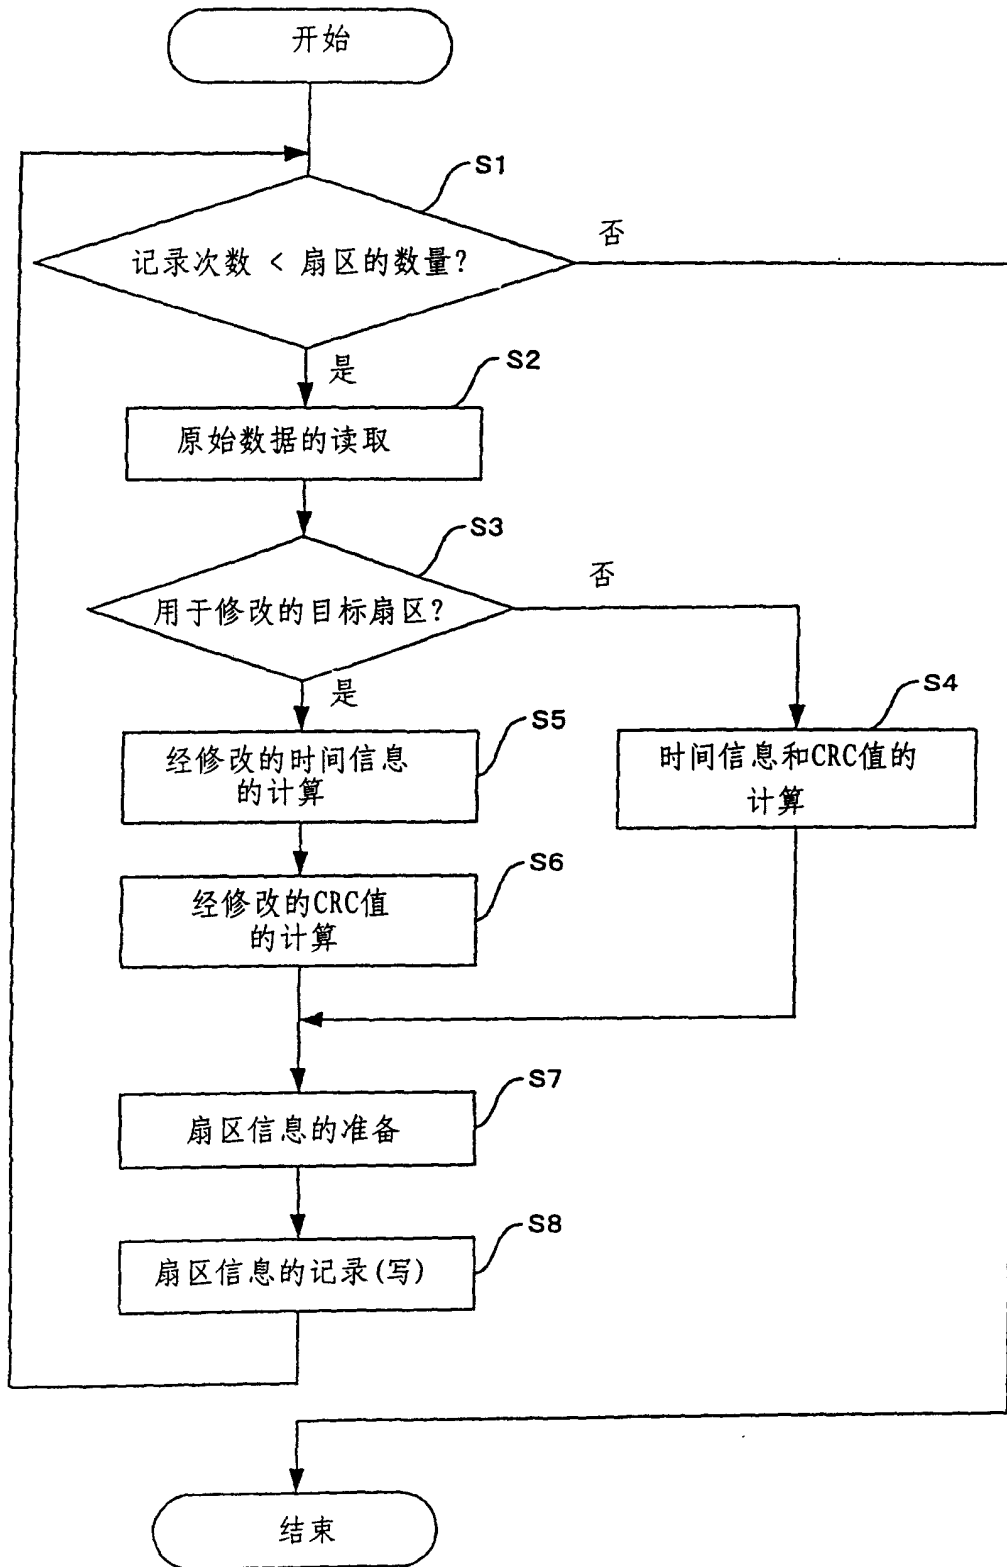 开始
S1
记录次数 < 扇区的数量?
否
是
S2
原始数据的读取
S3
用于修改的目标扇区?
否
是
S4
时间信息和CRC值的
计算
S5
经修改的时间信息
的计算
S6
经修改的CRC值
的计算
S7
扇区信息的准备
S8
扇区信息的记录(写)
结束